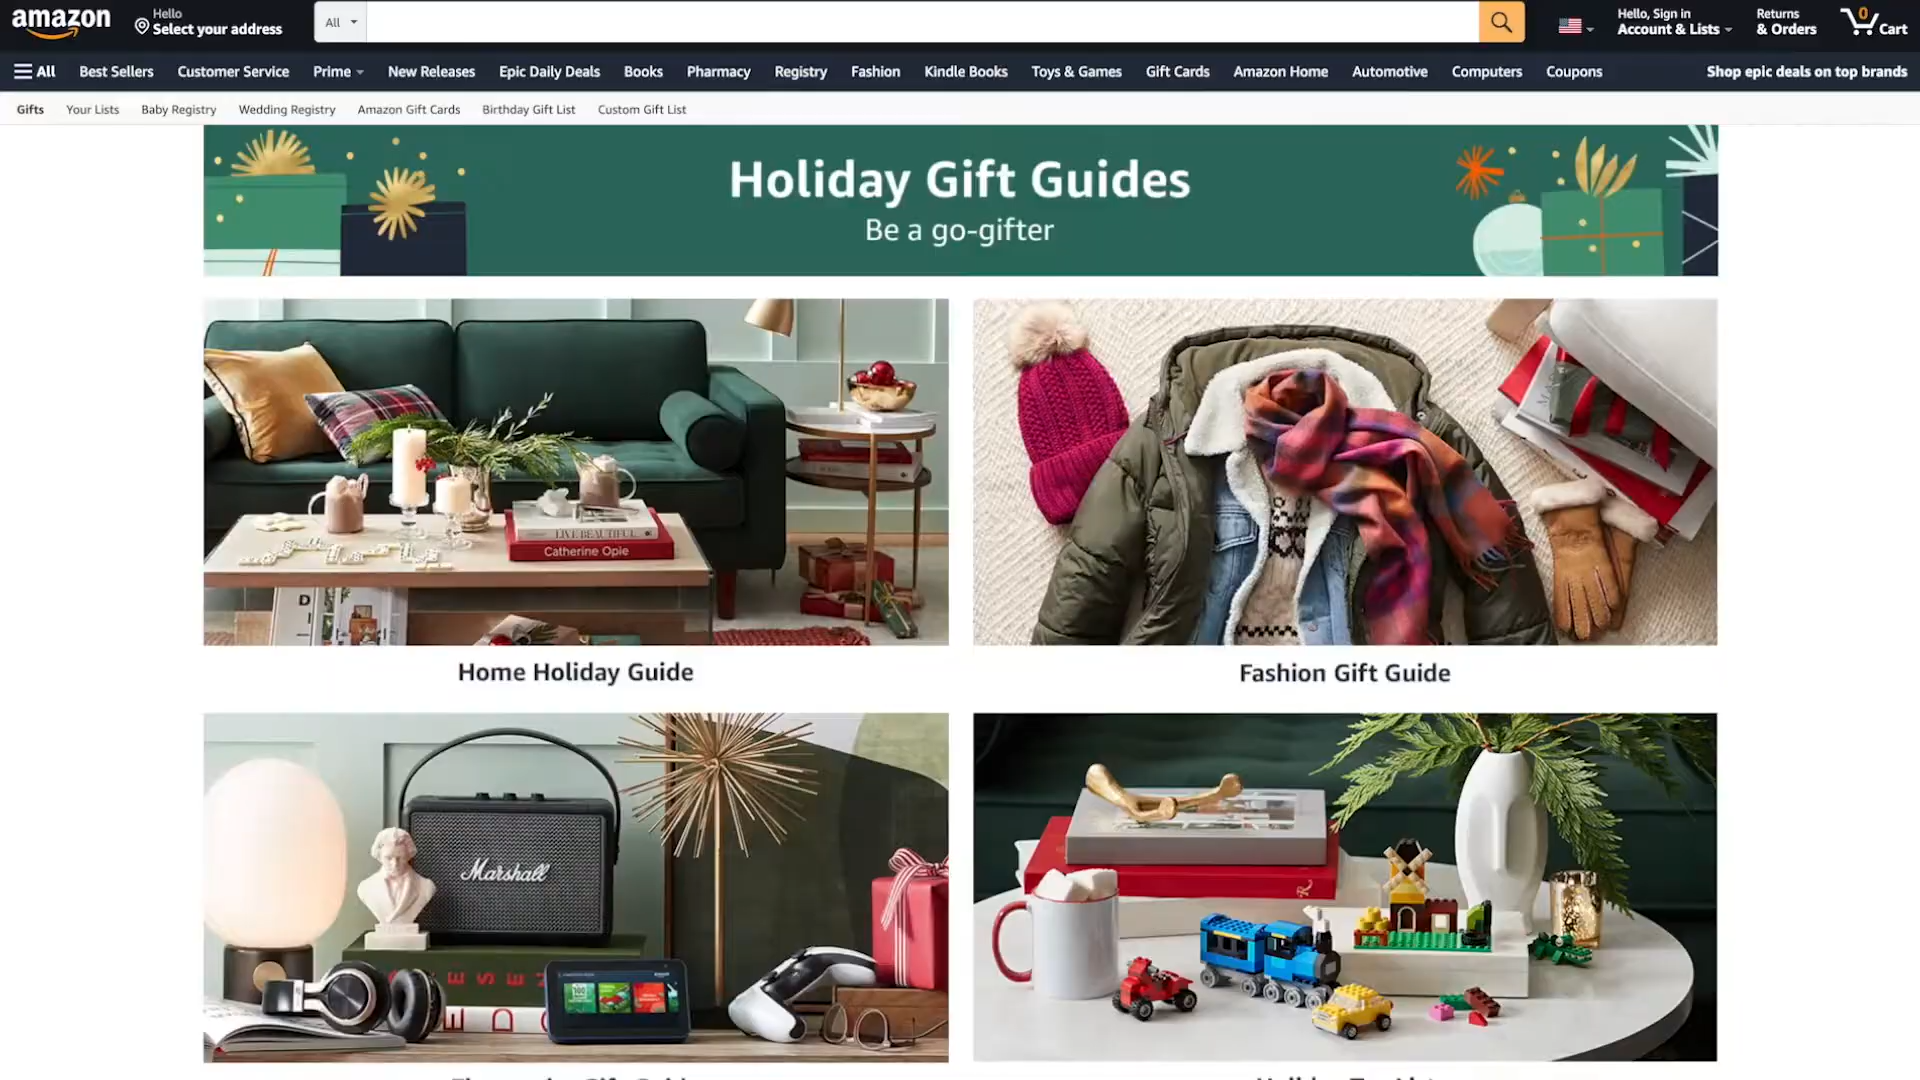 amazon
Hello
Select your address
All
Hello, Sign in
Account & Lists
Returns
& Orders
0
Cart
All
Best Sellers
Customer Service
Prime
New Releases
Epic Daily Deals
Books
Pharmacy
Registry
Fashion
Kindle Books
Toys & Games
Gift Cards
Amazon Home
Automotive
Computers
Coupons
Shop epic deals on top brands
Gifts
Your Lists
Baby Registry
Wedding Registry
Amazon Gift Cards
Birthday Gift List
Custom Gift List
Holiday Gift Guides
Be a go-gifter
LIVE BEAUTIFUL
Catherine Opie
Home Holiday Guide
Fashion Gift Guide
Marshall